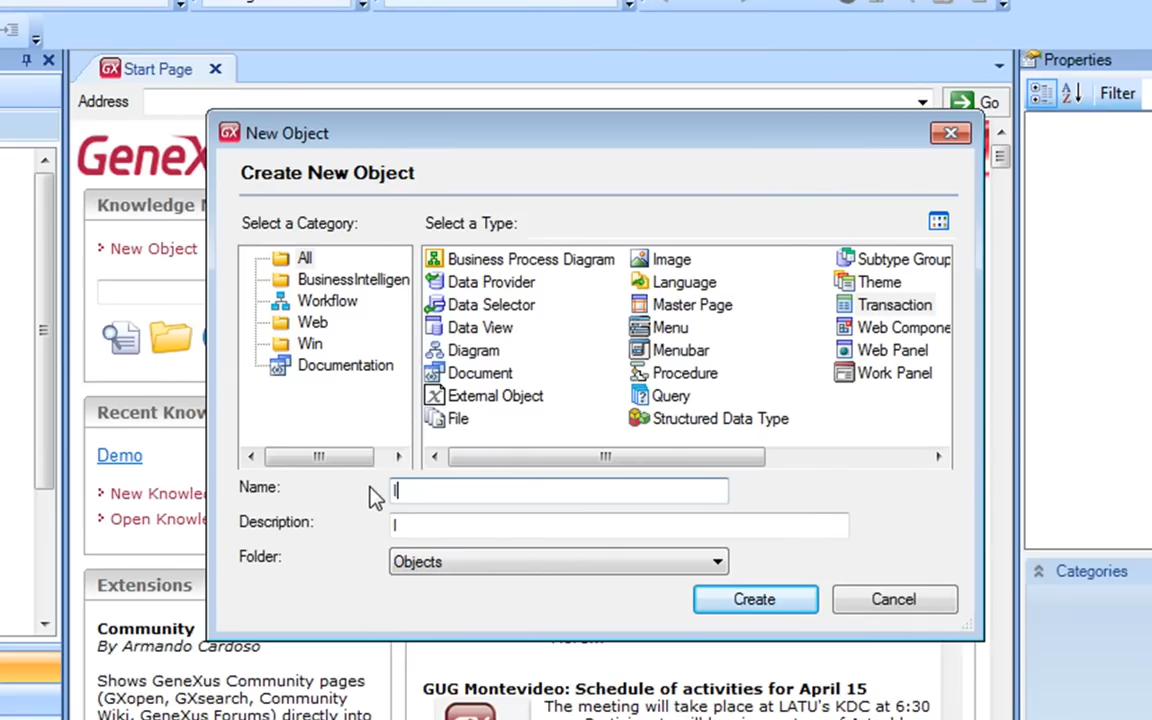 Start Page
Properties
Address
Go
Filter
GX New Object
GeneX
Create New Object
Knowledge
Select a Category:
Select a Type:
New Object
All
BusinessIntelligen
Workflow
Web
Win
Documentation
Business Process Diagram
Data Provider
Data Selector
Data View
Diagram
Document
External Object
File
Image
Language
Master Page
Menu
Menubar
Procedure
Query
Structured Data Type
Subtype Group
Theme
Transaction
Web Compone
Web Panel
Work Panel
Recent Know
Demo
New Knowle
Open Knowl
Name:
I
Description:
I
Folder:
Objects
Create
Cancel
Categories
Extensions
Community
By Armando Cardoso
Shows GeneXus Community pages
(GXopen, GXsearch, Community
Wiki, GeneXus Forums) directly into
GUG Montevideo: Schedule of activities for April 15
The meeting will take place at LATU's KDC at 6:30